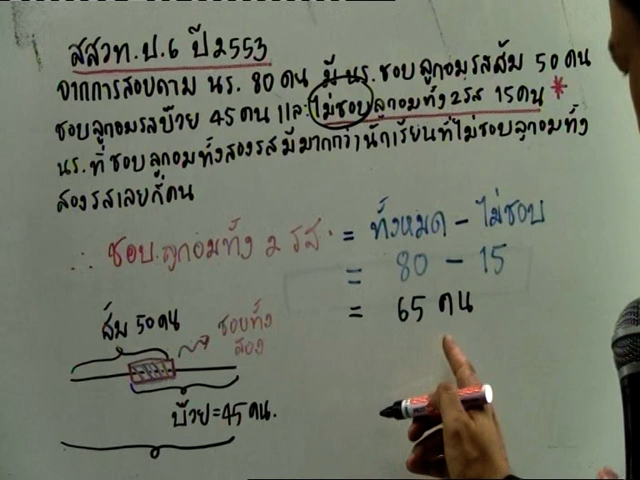 สสวท.ป.6 ปี 2553
จากการสอบถาม นร. 80 คน มี นร.ชอบลูกอมรสส้ม 50 คน
ชอบลูกอมรสบ๊วย 45 คน และไม่ชอบลูกอมทั้ง 2 รส 15 คน *
นร.ที่ชอบลูกอมทั้งสองรสมีมากกว่านักเรียนที่ไม่ชอบลูกอมทั้ง
สองรสเลยกี่คน
∴ ชอบลูกอมทั้ง 2 รส = ทั้งหมด - ไม่ชอบ
= 80 - 15
= 65 คน
ส้ม 50 คน
ชอบทั้ง
สอง
บ๊วย = 45 คน.